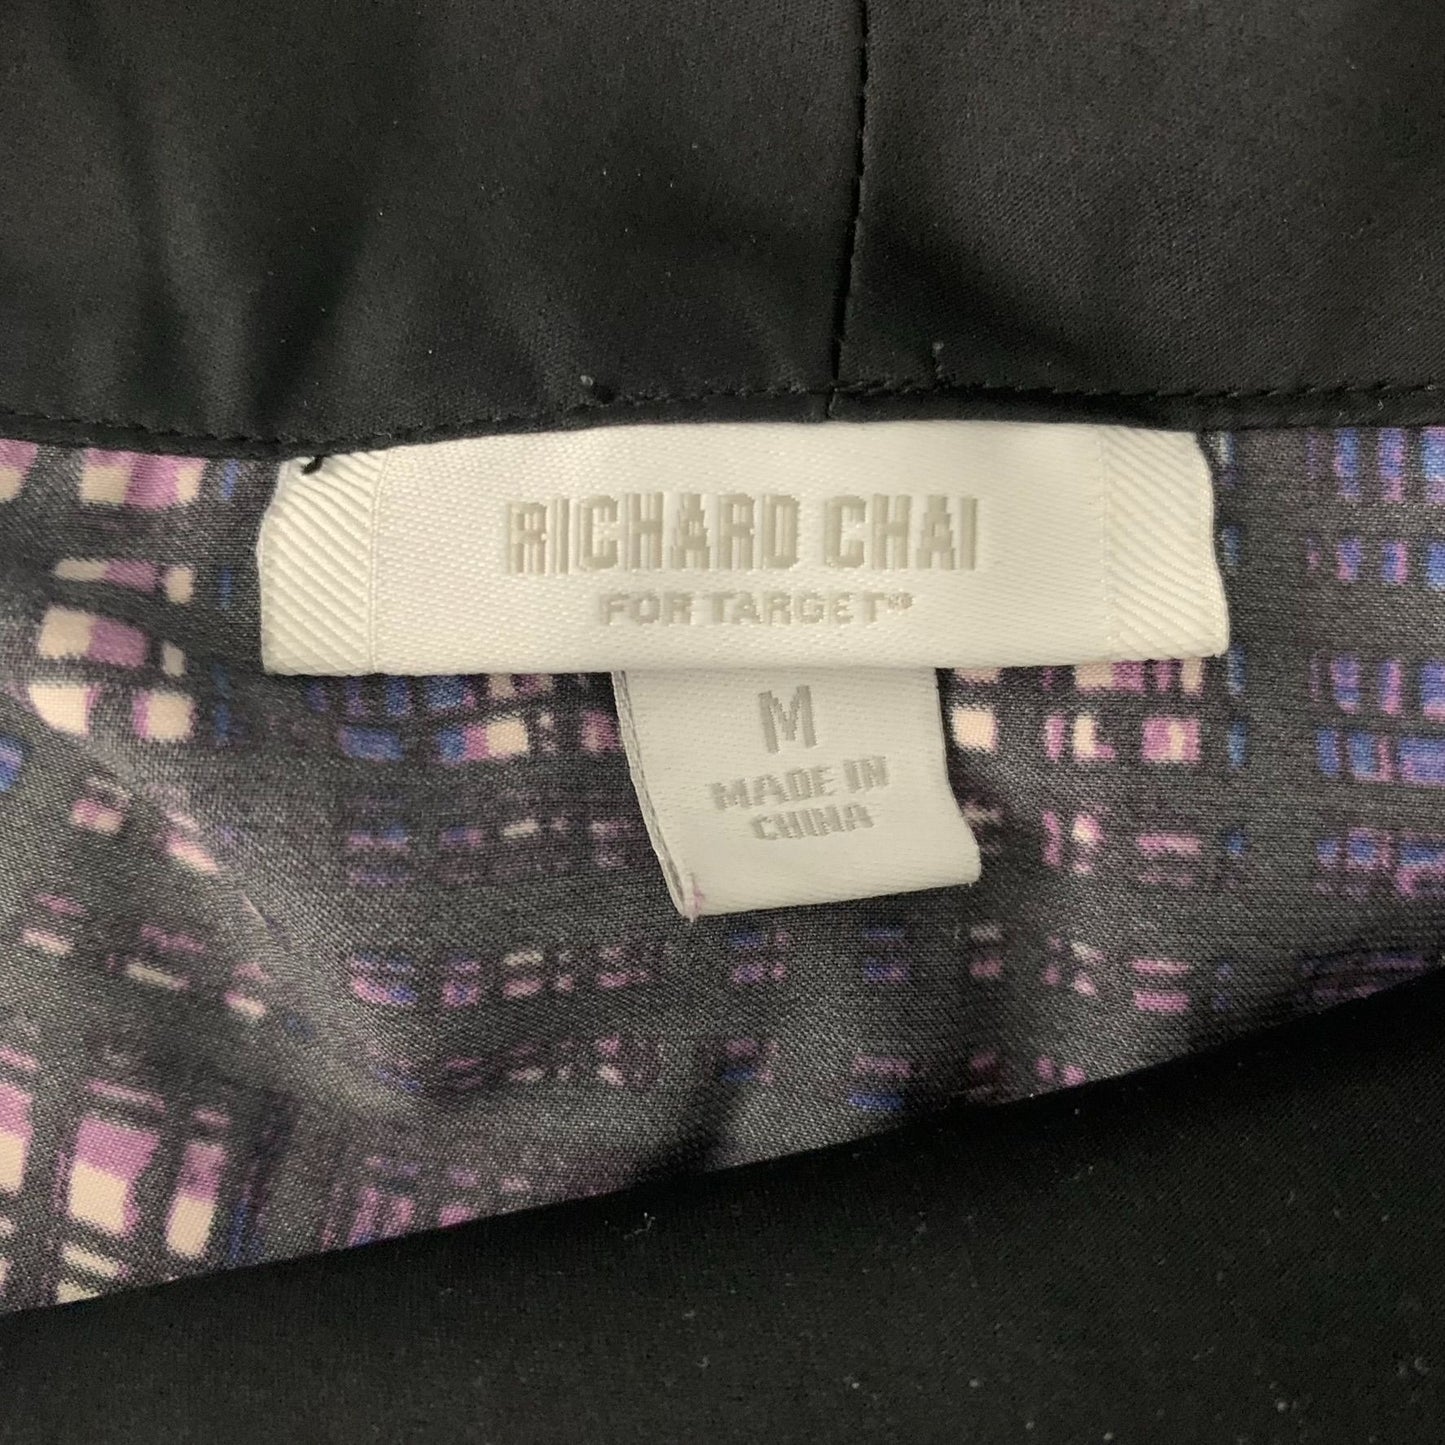 RICHARD CHAI
FOR TARGET®
M
MADE IN
CHINA